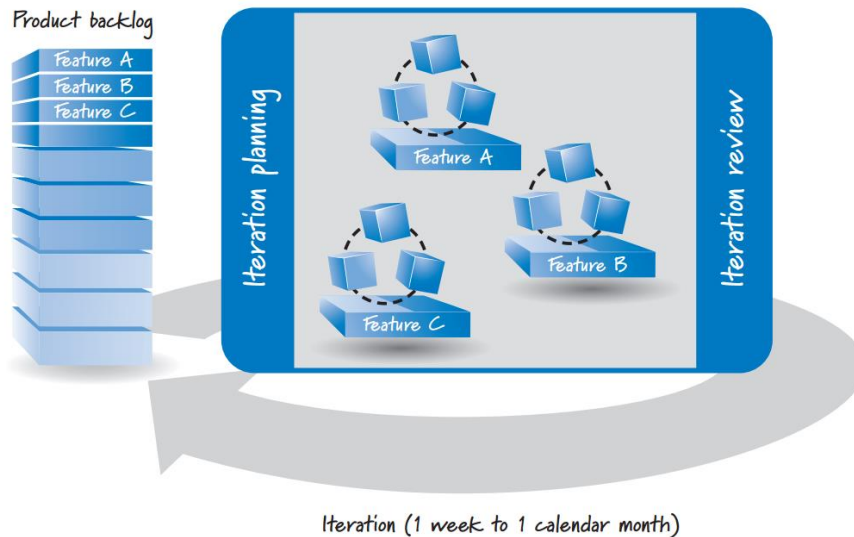 Product backlog
Feature A
Feature B
Feature C
Iteration planning
Feature A
Feature B
Feature C
Iteration review
Iteration (1 week to 1 calendar month)